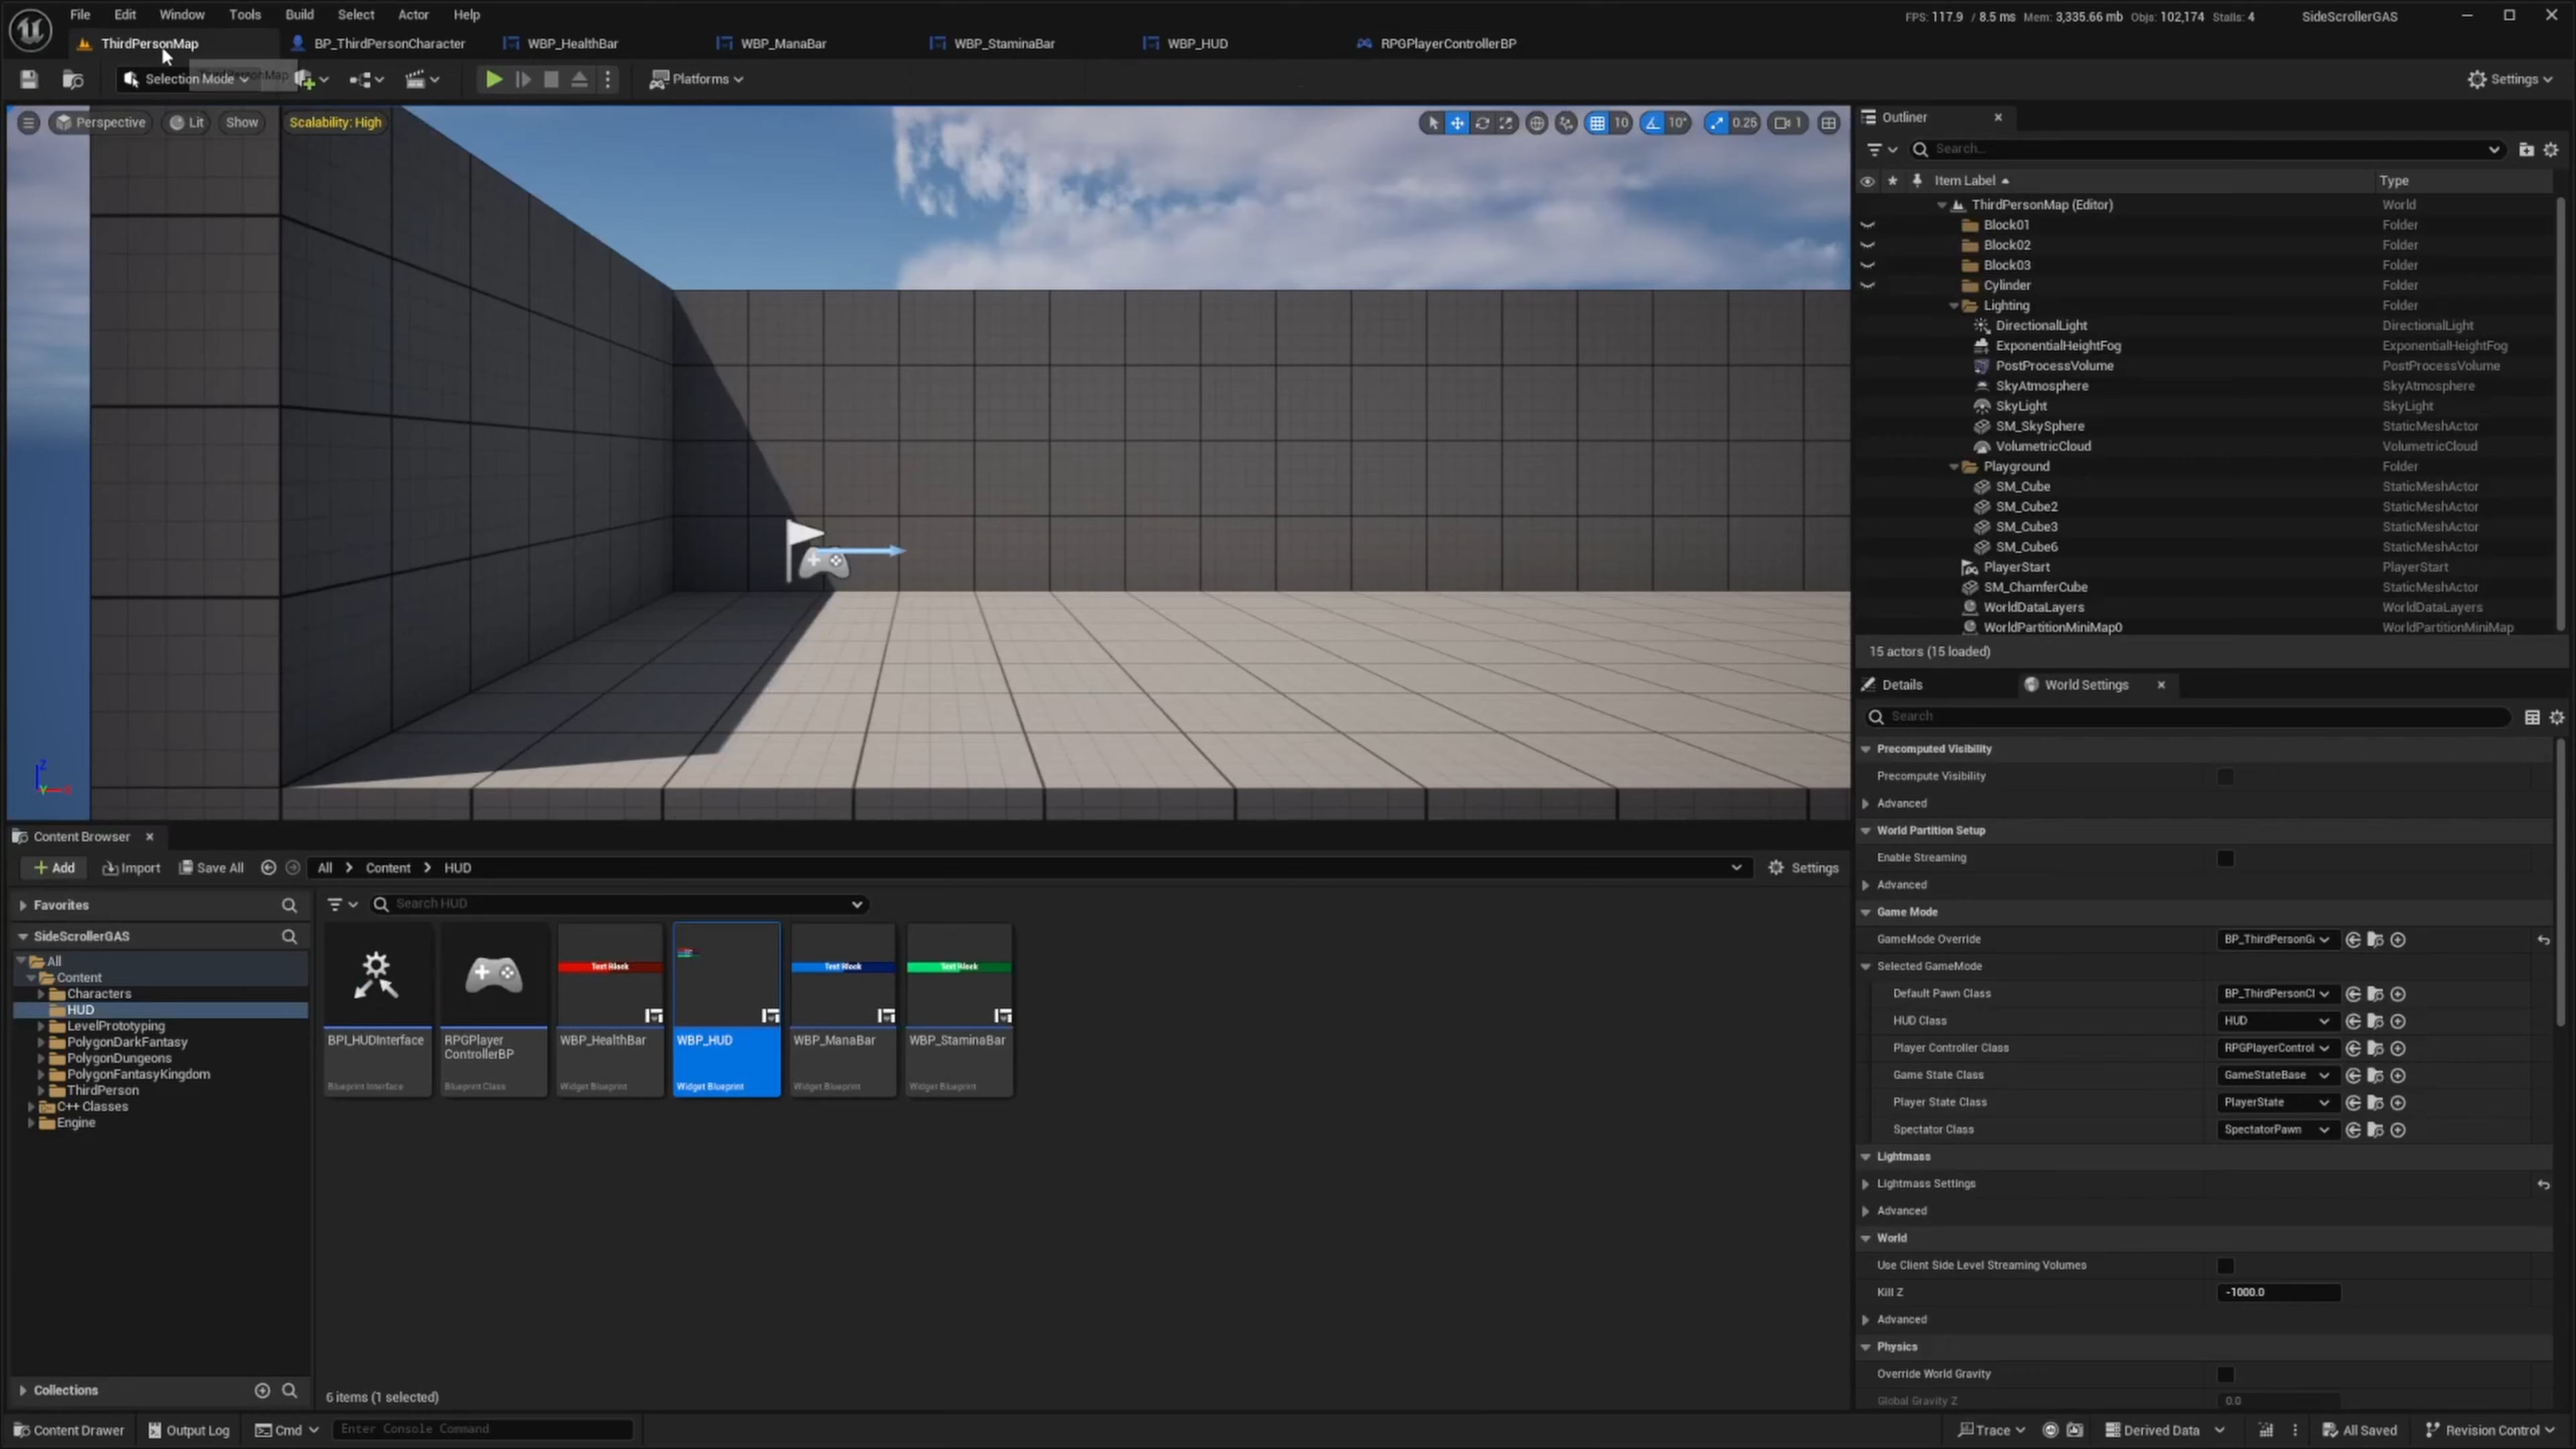 File Edit Window Tools Build Select Actor Help
FPS: 117.9 / 8.5 ms Mem: 3,335.66 mb Objs: 102,174 Stalls: 4 SideScrollerGAS
ThirdPersonMap BP_ThirdPersonCharacter WBP_HealthBar WBP_ManaBar WBP_StaminaBar WBP_HUD RPGPlayerControllerBP
Selection Mode ThirdPersonMap Platforms Settings
Perspective Lit Show Scalability: High 10 10° 0.25 1
Outliner
Search...
Item Label Type
ThirdPersonMap (Editor) World
Block01 Folder
Block02 Folder
Block03 Folder
Cylinder Folder
Lighting Folder
DirectionalLight DirectionalLight
ExponentialHeightFog ExponentialHeightFog
PostProcessVolume PostProcessVolume
SkyAtmosphere SkyAtmosphere
SkyLight SkyLight
SM_SkySphere StaticMeshActor
VolumetricCloud VolumetricCloud
Playground Folder
SM_Cube StaticMeshActor
SM_Cube2 StaticMeshActor
SM_Cube3 StaticMeshActor
SM_Cube6 StaticMeshActor
PlayerStart PlayerStart
SM_ChamferCube StaticMeshActor
WorldDataLayers WorldDataLayers
WorldPartitionMiniMap0 WorldPartitionMiniMap
15 actors (15 loaded)
Details World Settings
Search
Precomputed Visibility
Precompute Visibility
Advanced
World Partition Setup
Enable Streaming
Advanced
Game Mode
GameMode Override BP_ThirdPersonGa
Selected GameMode
Default Pawn Class BP_ThirdPersonCl
HUD Class HUD
Player Controller Class RPGPlayerControl
Game State Class GameStateBase
Player State Class PlayerState
Spectator Class SpectatorPawn
Lightmass
Lightmass Settings
Advanced
World
Use Client Side Level Streaming Volumes
Kill Z -1000.0
Advanced
Physics
Override World Gravity
Global Gravity Z 0.0
Z
Content Browser
Add Import Save All All Content HUD Settings
Favorites
Search HUD
SideScrollerGAS
All
Content
Characters
HUD
LevelPrototyping
PolygonDarkFantasy
PolygonDungeons
PolygonFantasyKingdom
ThirdPerson
C++ Classes
Engine
Collections
Text Block Text Block Text Block
BPI_HUDInterface RPGPlayer WBP_HealthBar WBP_HUD WBP_ManaBar WBP_StaminaBar
ControllerBP
Blueprint Interface Blueprint Class Widget Blueprint Widget Blueprint Widget Blueprint Widget Blueprint
6 items (1 selected)
Content Drawer Output Log Cmd Enter Console Command Trace Derived Data All Saved Revision Control